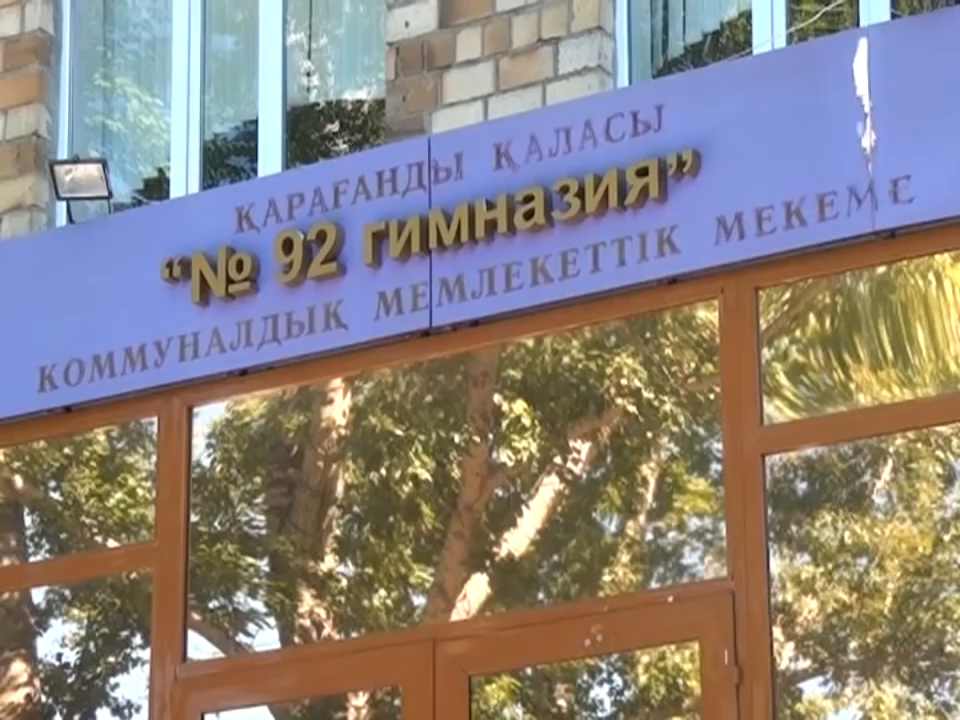 ҚАРАҒАНДЫ ҚАЛАСЫ
“№ 92 гимназия”
КОММУНАЛДЫҚ МЕМЛЕКЕТТІК МЕКЕМЕ